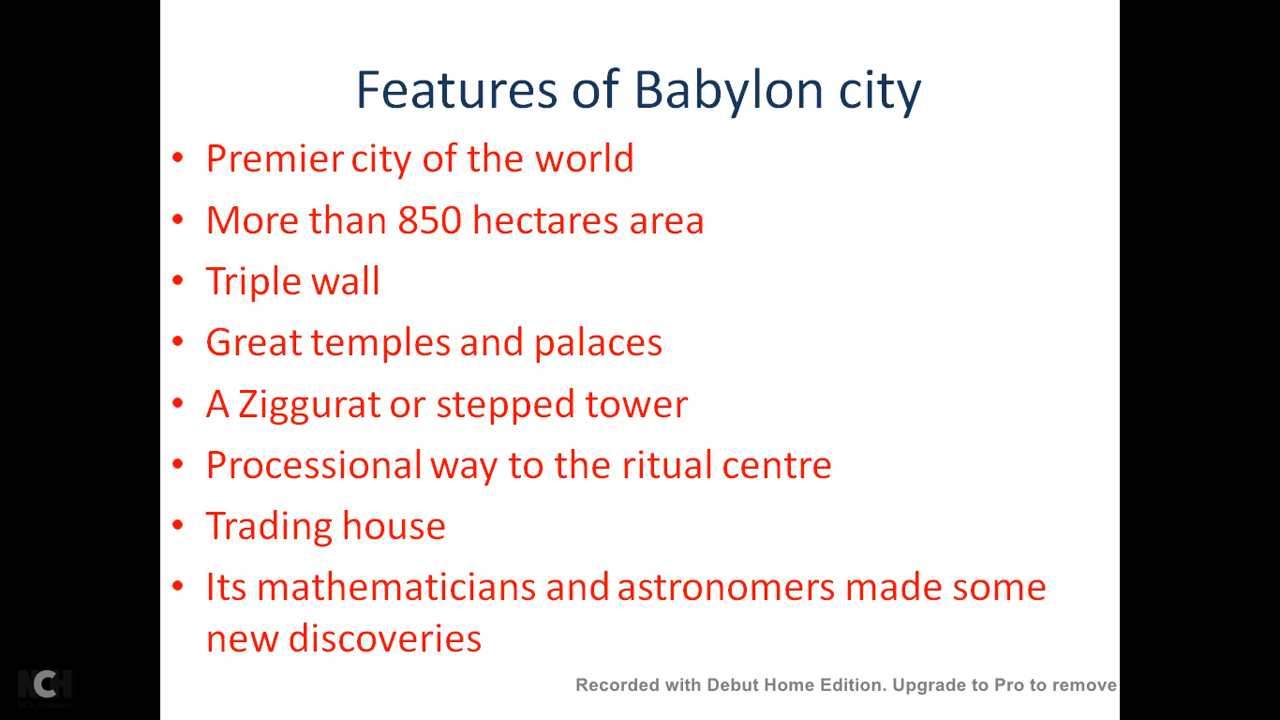 Features of Babylon city
• Premier city of the world
• More than 850 hectares area
• Triple wall
• Great temples and palaces
• A Ziggurat or stepped tower
• Processional way to the ritual centre
• Trading house
• Its mathematicians and astronomers made some
new discoveries
NCH
Recorded with Debut Home Edition. Upgrade to Pro to remove